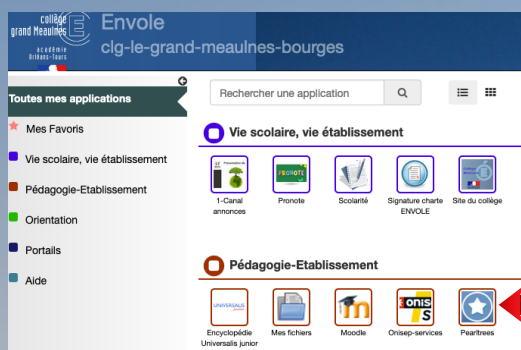 collège
grand Meaulnes
académie
Orléans-Tours
Envole
clg-le-grand-meaulnes-bourges
Toutes mes applications
Mes Favoris
Vie scolaire, vie établissement
Pédagogie-Etablissement
Orientation
Portails
Aide
Rechercher une application
Vie scolaire, vie établissement
1-Canal
annonces
PRONOTE
Pronote
Scolarité
Signature charte
ENVOLE
Site du collège
Pédagogie-Etablissement
UNIVERSALIS
Encyclopédie
Universalis junior
Mes fichiers
m
Moodle
onis
S
Onisep-services
Pearltrees